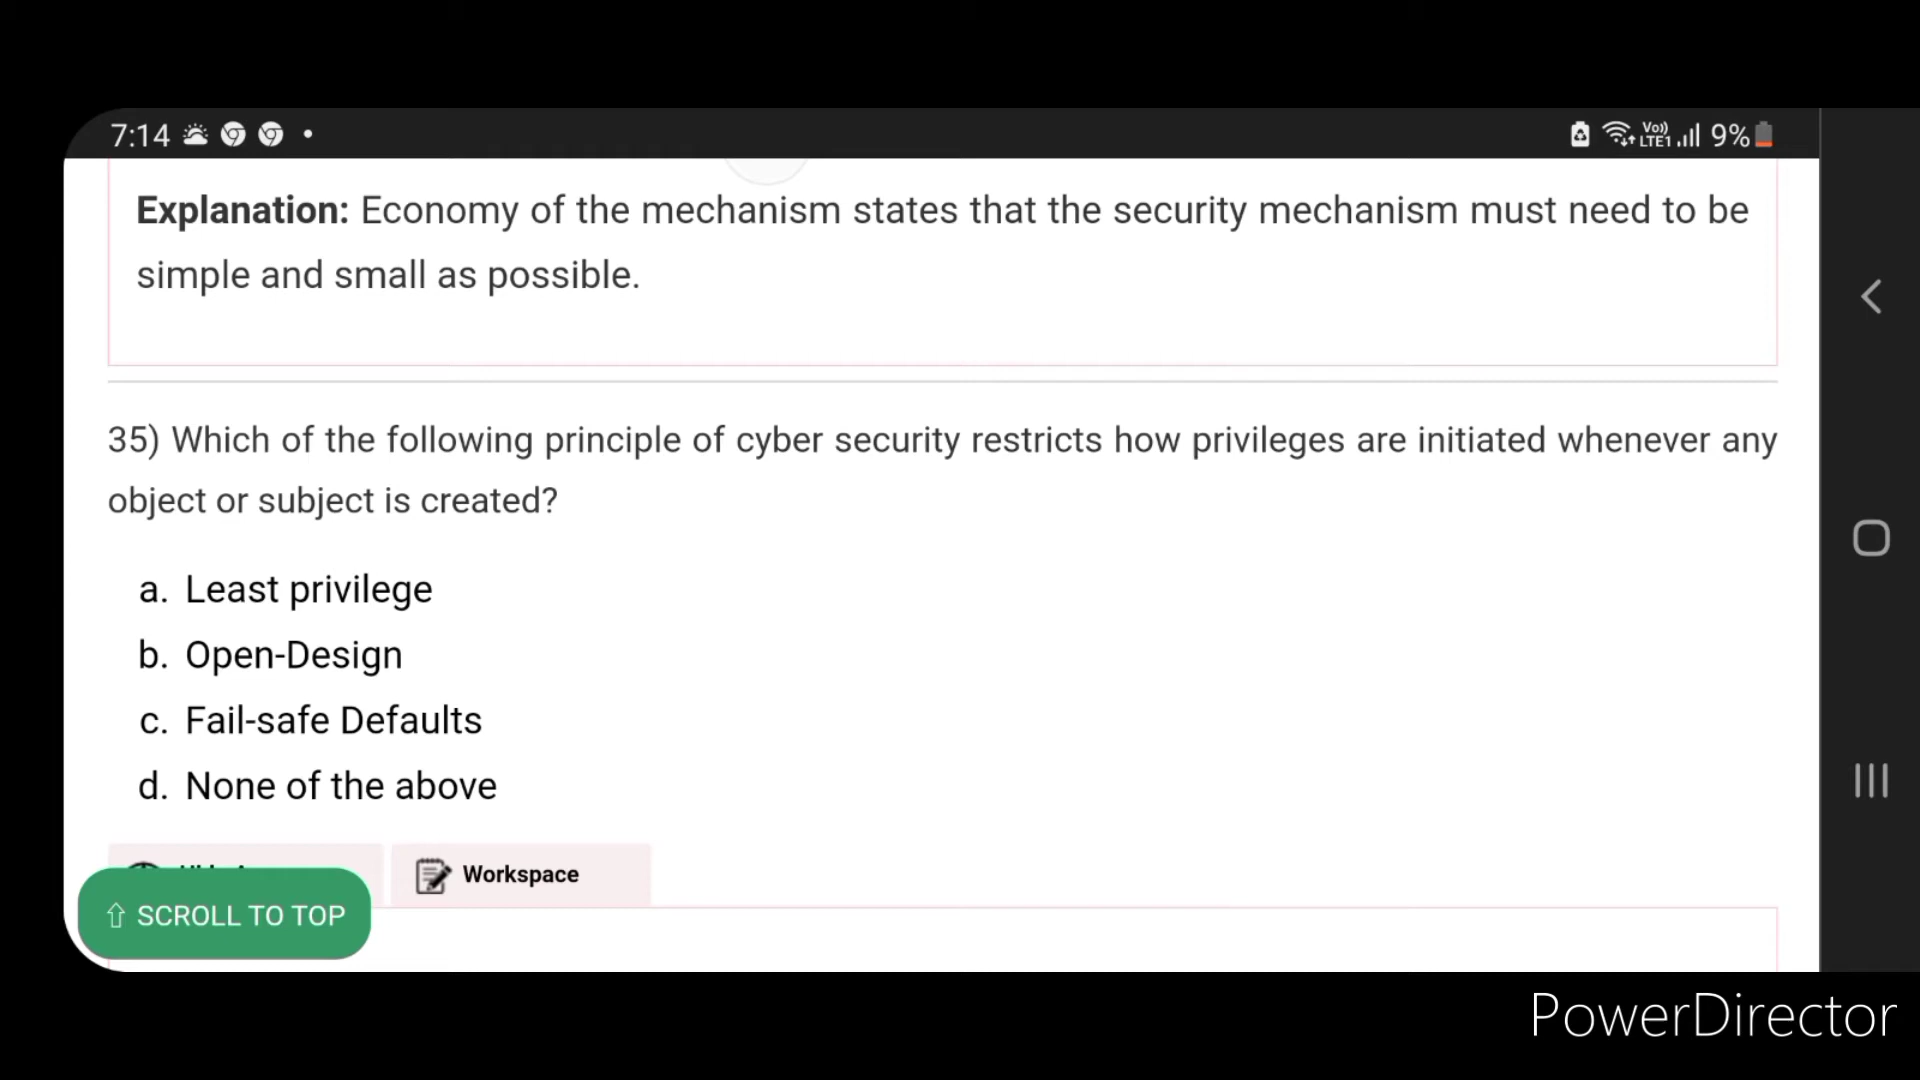 7:14
Vo)) LTE1 9%
Explanation: Economy of the mechanism states that the security mechanism must need to be
simple and small as possible.
35) Which of the following principle of cyber security restricts how privileges are initiated whenever any
object or subject is created?
a. Least privilege
b. Open-Design
c. Fail-safe Defaults
d. None of the above
Workspace
SCROLL TO TOP
PowerDirector